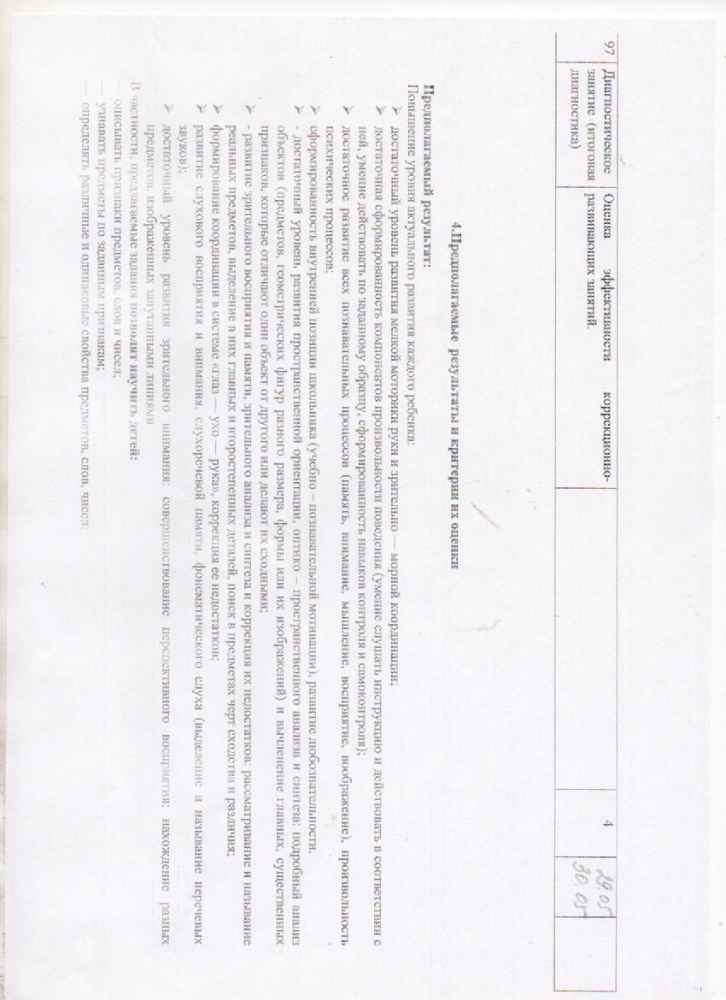 97 Диагностическое Оценка эффективности коррекционно- 4 29.05
занятие (итоговая развивающих занятий. 30.05
диагностика)
4.Предполагаемые результаты и критерии их оценки
Предполагаемый результат:
Повышение уровня актуального развития каждого ребенка:
➢ достаточный уровень развития мелкой моторики руки и зрительно — морной координации;
➢ достаточная сформированность компонентов произвольности поведения (умение слушать инструкцию и действовать в соответствии с
ней, умение действовать по заданному образцу, сформированность навыков контроля и самоконтроля);
➢ достаточное развитие всех познавательных процессов (память, внимание, мышление, восприятие, воображение), произвольность
психических процессов;
➢ сформированность внутренней позиции школьника (учебно – познавательной мотивации), развитие любознательности.
➢ - достаточный уровень развития пространственной ориентации, оптико – пространственного анализа и синтеза: подробный анализ
объектов (предметов, геометрических фигур разного размера, формы или их изображений) и вычленение главных, существенных
признаков, которые отличают один объект от другого или делают их сходными;
➢ - развитие зрительного восприятия и памяти, зрительного анализа и синтеза и коррекция их недостатков: рассматривание и называние
реальных предметов, выделение в них главных и второстепенных деталей, поиск в предметах черт сходства и различия;
➢ формирование координации в системе «глаз — ухо — рука», коррекция ее недостатков;
➢ развитие слухового восприятия и внимания, слухоречевой памяти, фонематического слуха (выделение и называние неречевых
звуков);
➢ достаточный уровень развития зрительного внимания: совершенствование перспективного восприятия: нахождение разных
предметов, изображенных запутанными линиями
В частности, предлагаемые задания позволят научить детей:
— описывать признаки предметов, слов и чисел;
— узнавать предметы по заданным признакам;
— определять различные и одинаковые свойства предметов, слов, чисел;